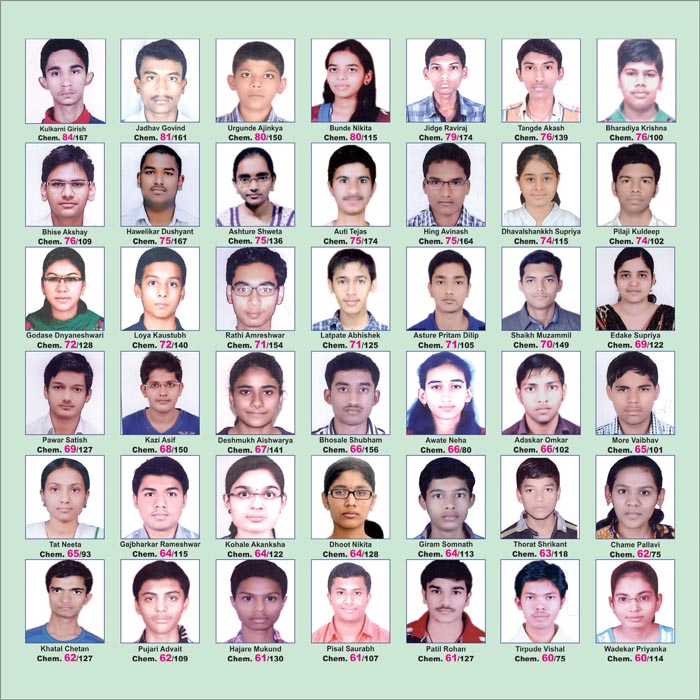 Kulkarni Girish
Chem. 84/167
Jadhav Govind
Chem. 81/161
Urgunde Ajinkya
Chem. 80/150
Bunde Nikita
Chem. 80/115
Jidge Raviraj
Chem. 79/174
Tangde Akash
Chem. 76/139
Bharadiya Krishna
Chem. 76/100
Bhise Akshay
Chem. 76/109
Hawelikar Dushyant
Chem. 75/167
Ashture Shweta
Chem. 75/136
Auti Tejas
Chem. 75/174
Hing Avinash
Chem. 75/164
Dhavalshankkh Supriya
Chem. 74/115
Pilaji Kuldeep
Chem. 74/102
Godase Dnyaneshwari
Chem. 72/128
Loya Kaustubh
Chem. 72/140
Rathi Amreshwar
Chem. 71/154
Latpate Abhishek
Chem. 71/125
Asture Pritam Dilip
Chem. 71/105
Shaikh Muzammil
Chem. 70/149
Edake Supriya
Chem. 69/122
Pawar Satish
Chem. 69/127
Kazi Asif
Chem. 68/150
Deshmukh Aishwarya
Chem. 67/141
Bhosale Shubham
Chem. 66/156
Awate Neha
Chem. 66/80
Adaskar Omkar
Chem. 66/102
More Vaibhav
Chem. 65/101
Tat Neeta
Chem. 65/93
Gajbharkar Rameshwar
Chem. 64/115
Kohale Akanksha
Chem. 64/122
Dhoot Nikita
Chem. 64/128
Giram Somnath
Chem. 64/113
Thorat Shrikant
Chem. 63/118
Chame Pallavi
Chem. 62/75
Khatal Chetan
Chem. 62/127
Pujari Advait
Chem. 62/109
Hajare Mukund
Chem. 61/130
Pisal Saurabh
Chem. 61/107
Patil Rohan
Chem. 61/127
Tirpude Vishal
Chem. 60/75
Wadekar Priyanka
Chem. 60/114